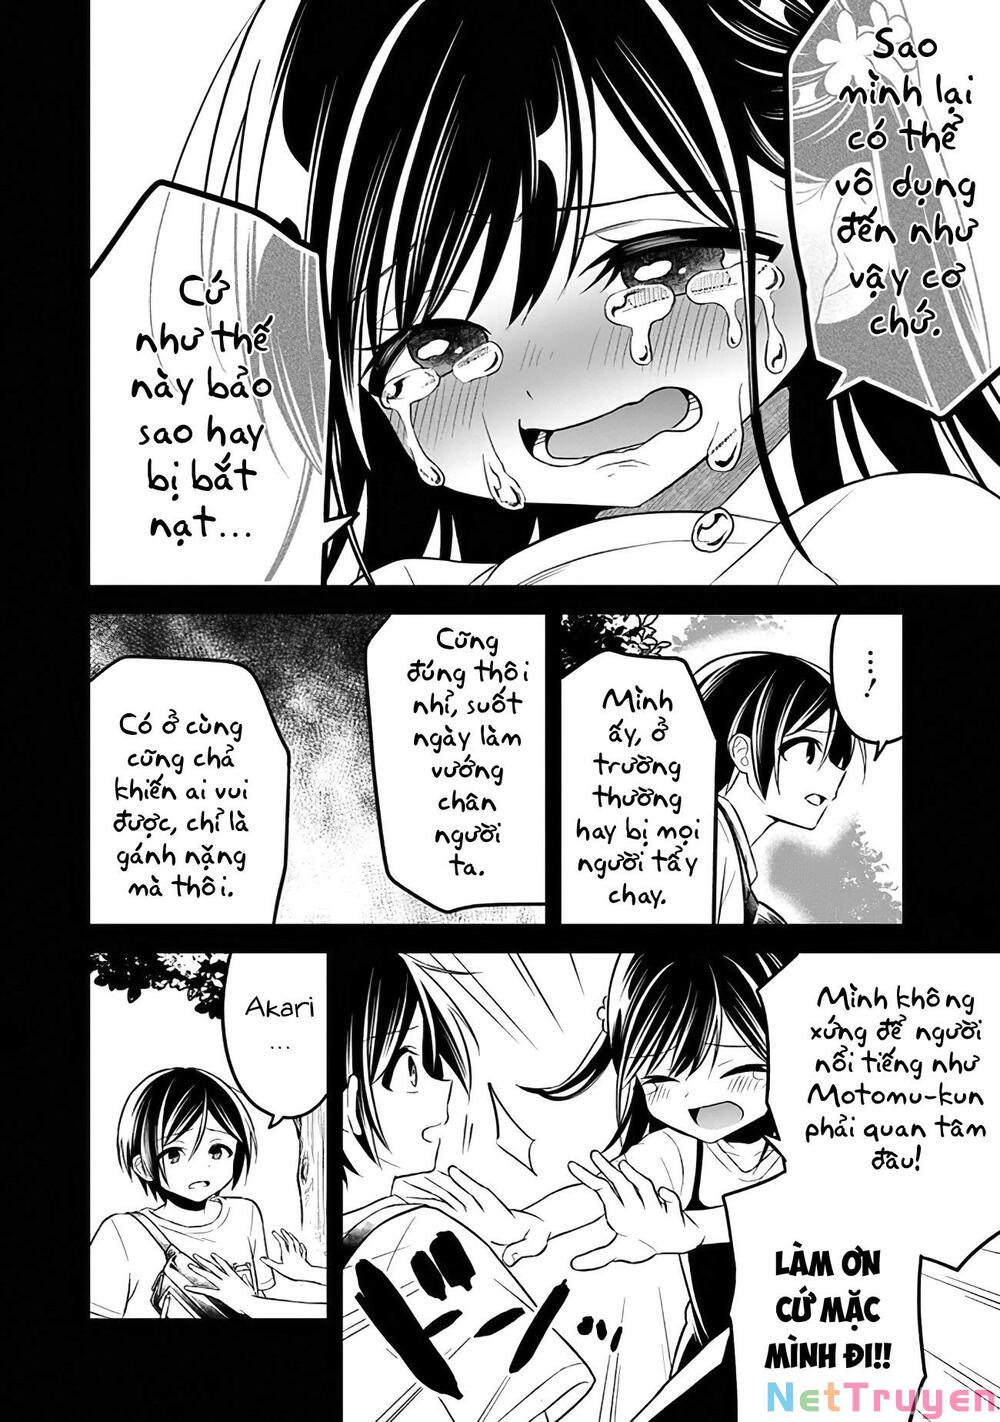 Sao
mình lại
có thể
vô dụng
đến như
vậy cơ
chứ.
Cứ
như thế
này bảo
sao hay
bị bắt
nạt...
...!
Mình
ấy, ở
trường
thường
hay bị mọi
người tẩy
chay.
Cũng
đúng thôi
nhỉ, suốt
ngày làm
vướng
chân
người
ta.
Có ở cùng
cũng chả
khiến ai vui
được, chỉ là
gánh nặng
mà thôi.
Mình không
xứng để người
nổi tiếng như
Motomu-kun
phải quan tâm
đâu!
LÀM ƠN
CỨ MẶC
MÌNH ĐI!!
Akari
...
NetTruyen